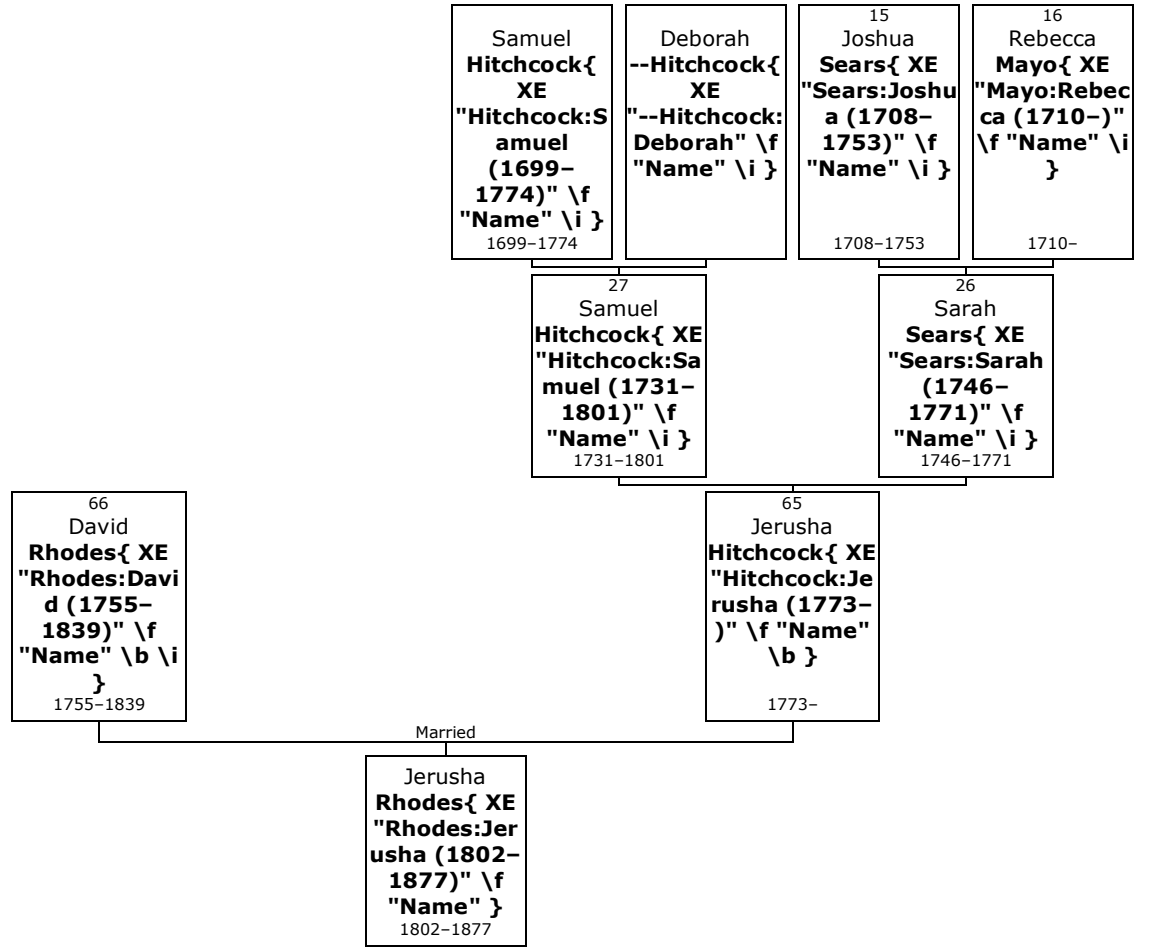 Samuel
Hitchcock{
XE
"Hitchcock:S
amuel
(1699–
1774)" \f
"Name" \i }
1699–1774
Deborah
--Hitchcock{
XE
"--Hitchcock:
Deborah" \f
"Name" \i }
15
Joshua
Sears{ XE
"Sears:Joshu
a (1708–
1753)" \f
"Name" \i }
1708–1753
16
Rebecca
Mayo{ XE
"Mayo:Rebec
ca (1710–)"
\f "Name" \i
}
1710–
27
Samuel
Hitchcock{ XE
"Hitchcock:Sa
muel (1731–
1801)" \f
"Name" \i }
1731–1801
26
Sarah
Sears{ XE
"Sears:Sarah
(1746–
1771)" \f
"Name" \i }
1746–1771
66
David
Rhodes{ XE
"Rhodes:Davi
d (1755–
1839)" \f
"Name" \b \i
}
1755–1839
65
Jerusha
Hitchcock{ XE
"Hitchcock:Je
rusha (1773–
)" \f "Name"
\b }
1773–
Married
Jerusha
Rhodes{ XE
"Rhodes:Jer
usha (1802–
1877)" \f
"Name" }
1802–1877